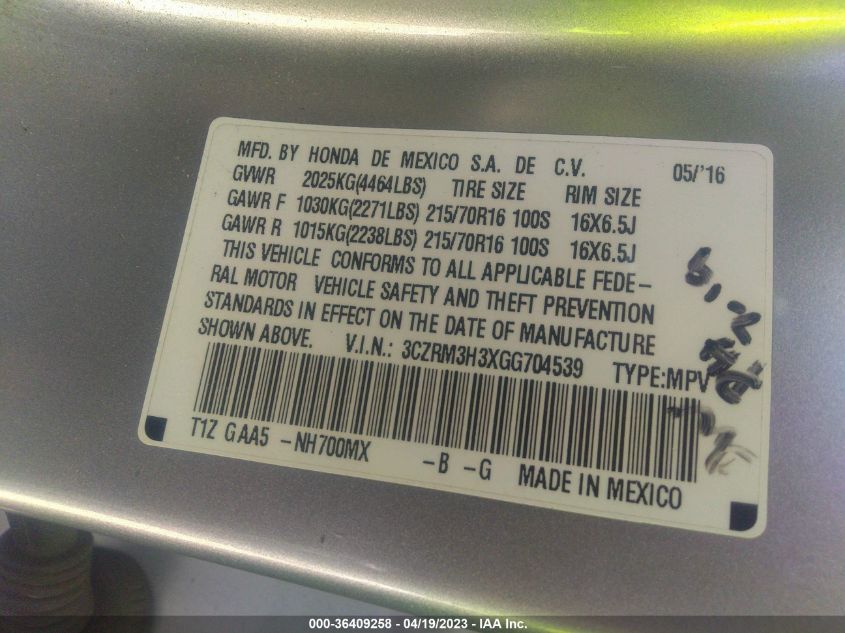 MFD. BY HONDA DE MEXICO S.A. DE C.V. 05/'16
GVWR 2025KG(4464LBS) TIRE SIZE RIM SIZE
GAWR F 1030KG(2271LBS) 215/70R16 100S 16X6.5J
GAWR R 1015KG(2238LBS) 215/70R16 100S 16X6.5J
THIS VEHICLE CONFORMS TO ALL APPLICABLE FEDE-
RAL MOTOR VEHICLE SAFETY AND THEFT PREVENTION
STANDARDS IN EFFECT ON THE DATE OF MANUFACTURE
SHOWN ABOVE. V.I.N.: 3CZRM3H3XGG704539 TYPE:MPV
T1Z GAA5 -NH700MX -B -G MADE IN MEXICO
000-36409258 - 04/19/2023 - IAA Inc.